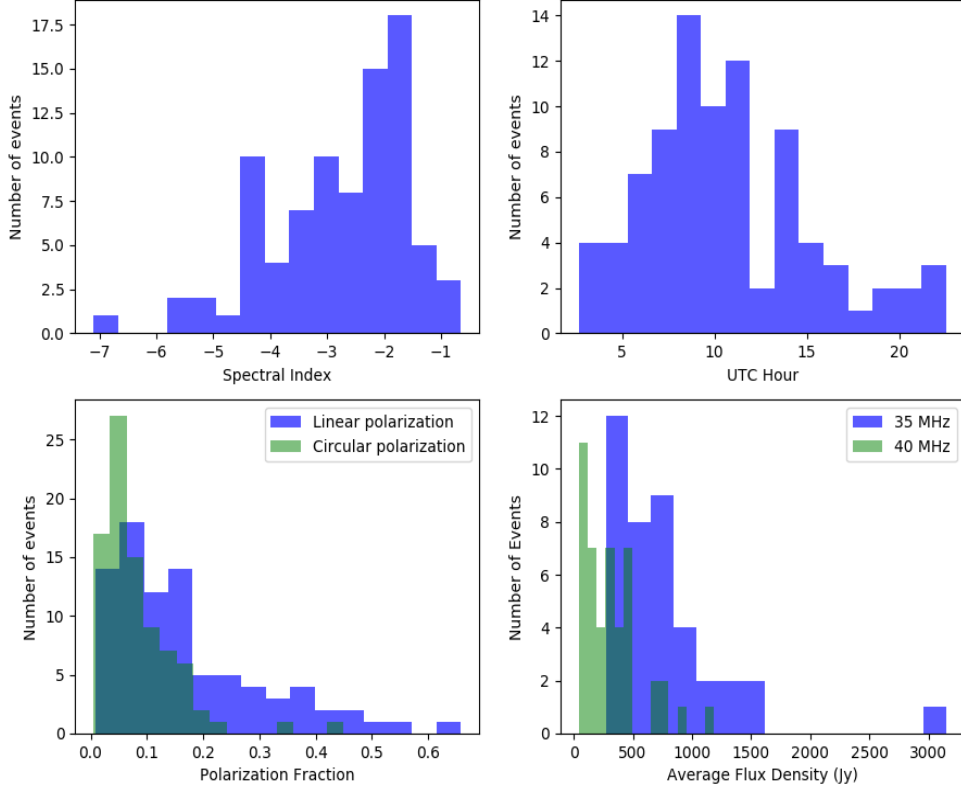 17.5
15.0
12.5
10.0
7.5
5.0
2.5
0.0
Number of events
−7 −6 −5 −4 −3 −2 −1
Spectral Index
14
12
10
8
6
4
2
0
Number of events
5 10 15 20
UTC Hour
25
20
15
10
5
0
Number of events
Linear polarization
Circular polarization
0.0 0.1 0.2 0.3 0.4 0.5 0.6
Polarization Fraction
12
10
8
6
4
2
0
Number of Events
35 MHz
40 MHz
0 500 1000 1500 2000 2500 3000
Average Flux Density (Jy)